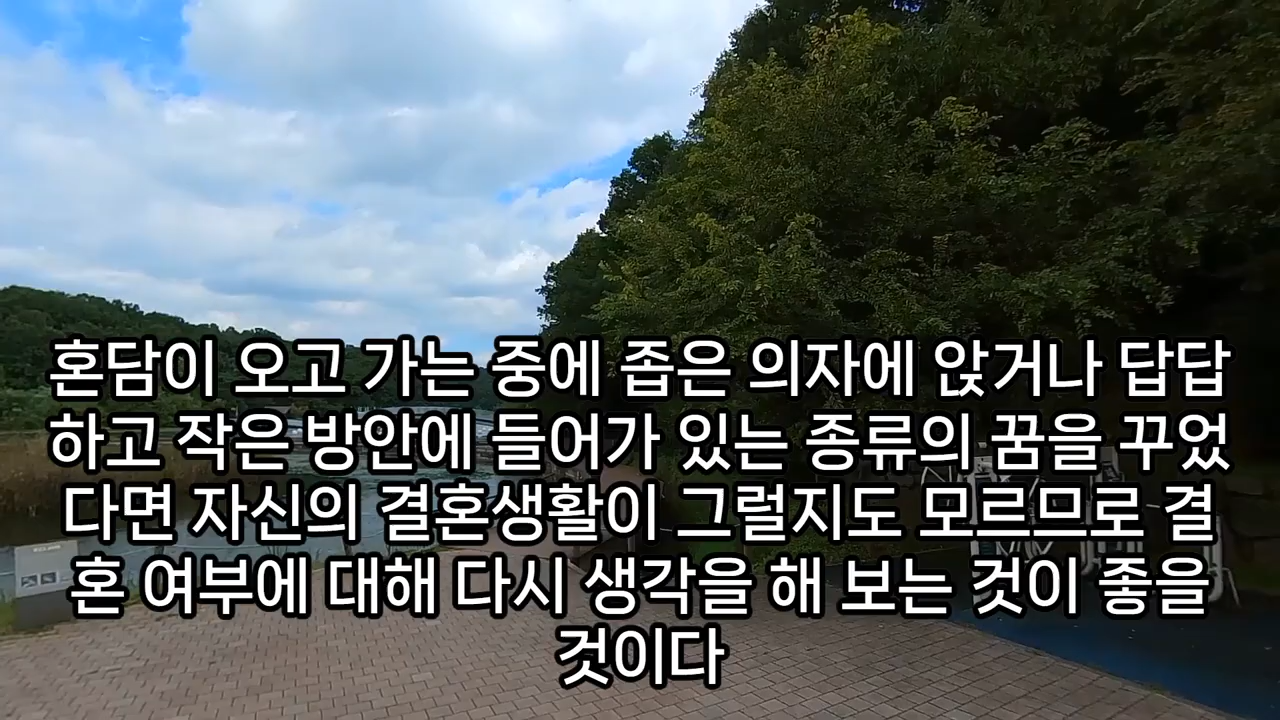 혼담이 오고 가는 중에 좁은 의자에 앉거나 답답
하고 작은 방안에 들어가 있는 종류의 꿈을 꾸었
다면 자신의 결혼생활이 그럴지도 모르므로 결
혼 여부에 대해 다시 생각을 해 보는 것이 좋을
것이다